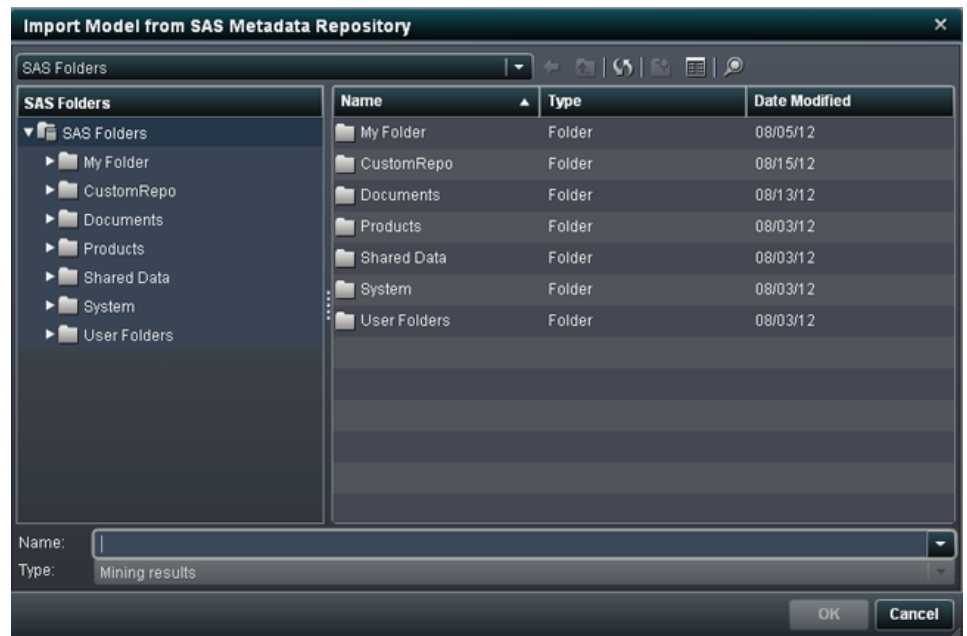 Import Model from SAS Metadata Repository
SAS Folders
SAS Folders
SAS Folders
My Folder
CustomRepo
Documents
Products
Shared Data
System
User Folders
Name Type Date Modified
My Folder Folder 08/05/12
CustomRepo Folder 08/15/12
Documents Folder 08/13/12
Products Folder 08/03/12
Shared Data Folder 08/03/12
System Folder 08/03/12
User Folders Folder 08/03/12
Name:
Type: Mining results
OK Cancel